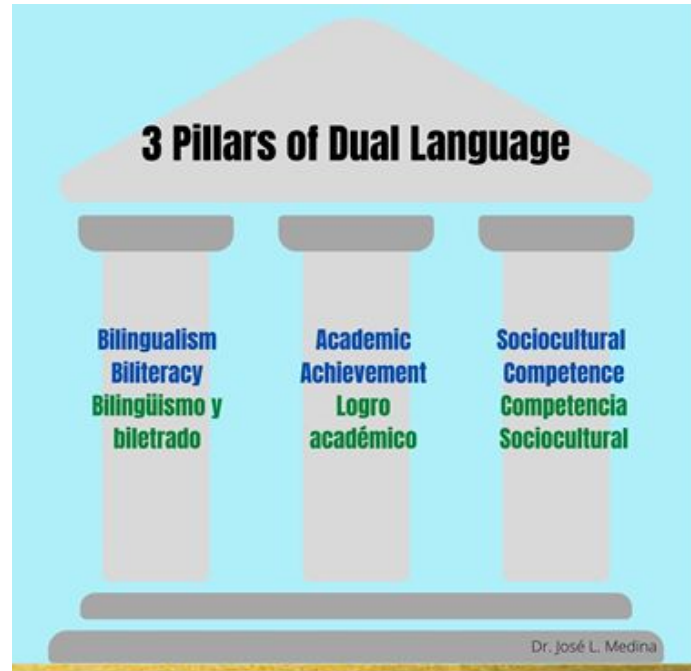 3 Pillars of Dual Language
Bilingualism
Biliteracy
Bilingüismo y
biletrado
Academic
Achievement
Logro
académico
Sociocultural
Competence
Competencia
Sociocultural
Dr. José L. Medina